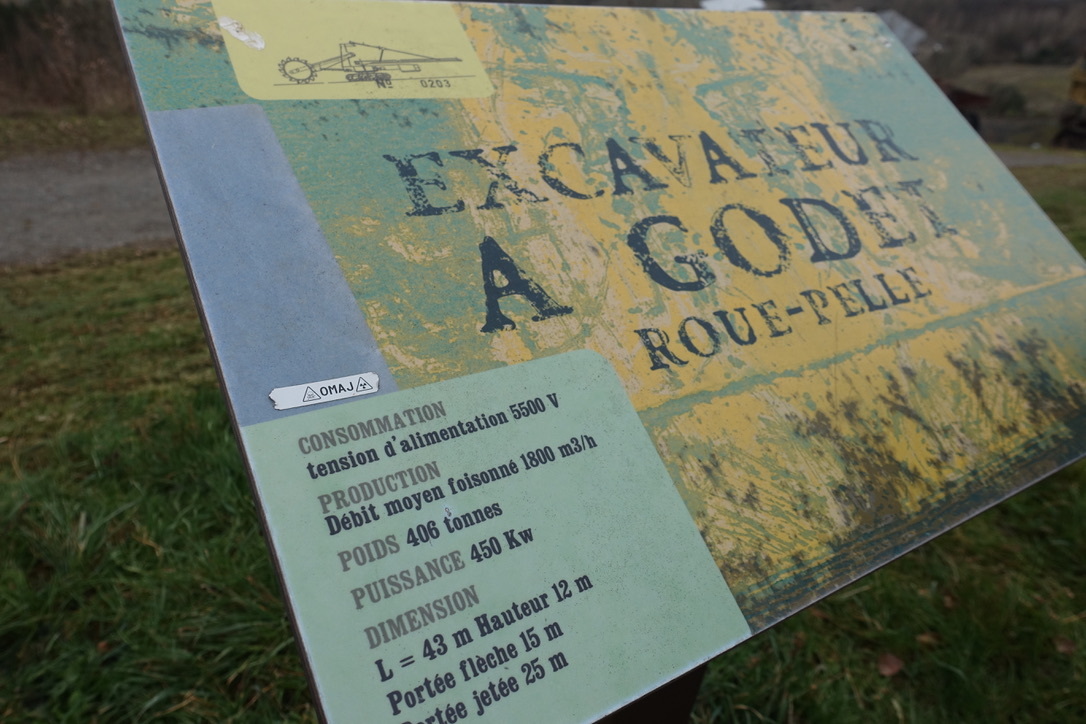 Nº 0203
EXCAVATEUR
A GODET
ROUE-PELLE
OMAJ
CONSOMMATION
tension d'alimentation 5500 V
PRODUCTION
Débit moyen foisonné 1800 m3/h
POIDS 406 tonnes
PUISSANCE 450 Kw
DIMENSION
L = 43 m Hauteur 12 m
Portée flèche 15 m
Portée jetée 25 m